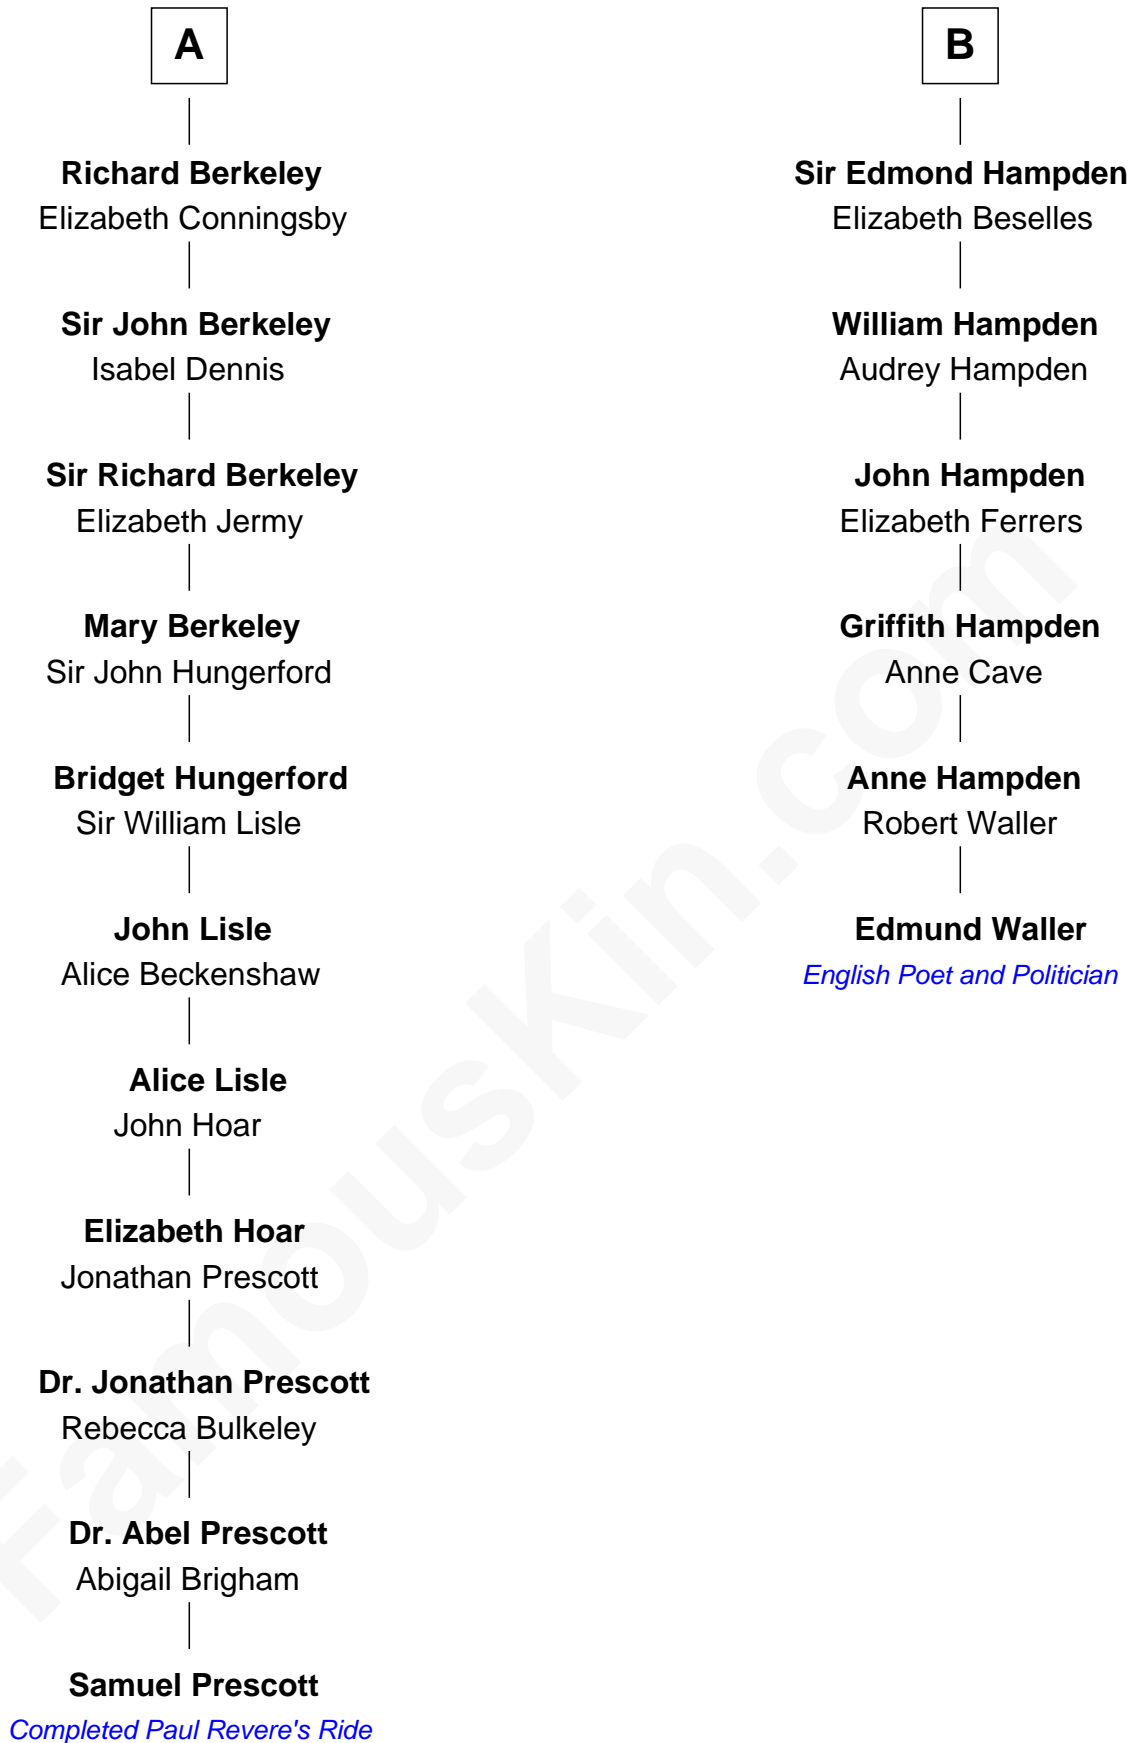 A
Richard Berkeley
Elizabeth Conningsby
Sir John Berkeley
Isabel Dennis
Sir Richard Berkeley
Elizabeth Jermy
Mary Berkeley
Sir John Hungerford
Bridget Hungerford
Sir William Lisle
John Lisle
Alice Beckenshaw
Alice Lisle
John Hoar
Elizabeth Hoar
Jonathan Prescott
Dr. Jonathan Prescott
Rebecca Bulkeley
Dr. Abel Prescott
Abigail Brigham
Samuel Prescott
Completed Paul Revere's Ride
B
Sir Edmond Hampden
Elizabeth Beselles
William Hampden
Audrey Hampden
John Hampden
Elizabeth Ferrers
Griffith Hampden
Anne Cave
Anne Hampden
Robert Waller
Edmund Waller
English Poet and Politician
FamousKin.com